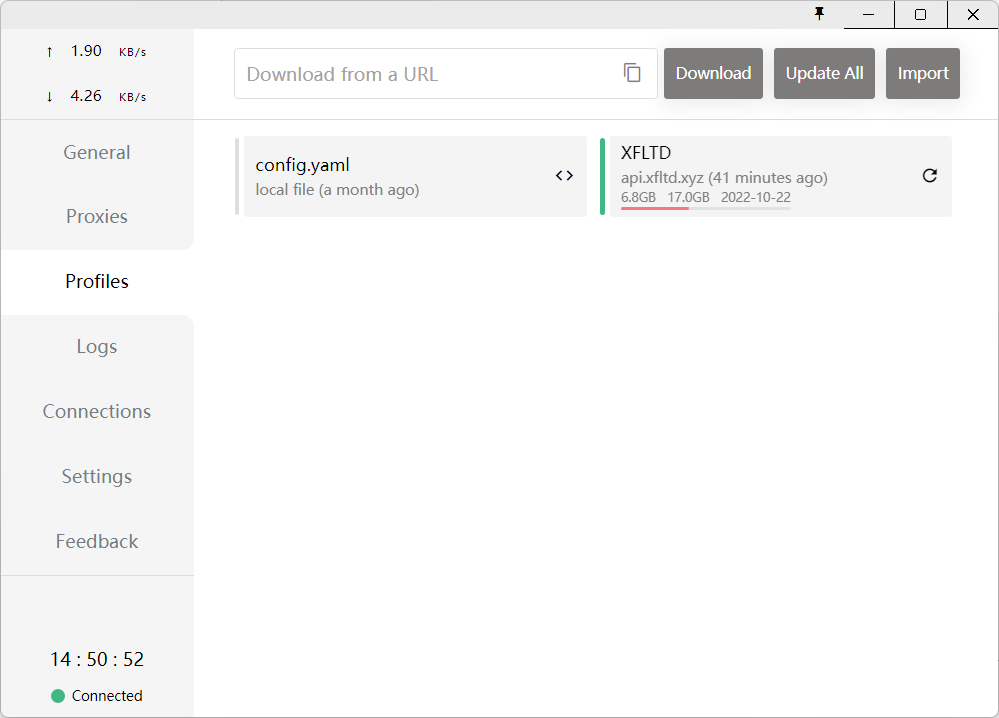 ↑ 1.90 KB/s
↓ 4.26 KB/s
Download from a URL
Download
Update All
Import
General
Proxies
Profiles
Logs
Connections
Settings
Feedback
config.yaml
local file (a month ago)
XFLTD
api.xfltd.xyz (41 minutes ago)
6.8GB 17.0GB 2022-10-22
14 : 50 : 52
Connected